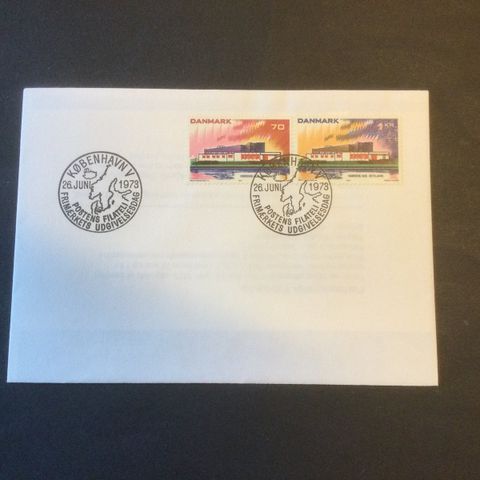 DANMARK 70
DANMARK 1 KR
KØBENHAVN V
26. JUNI 1973
POSTENS FILATELI
FRIMÆRKETS UDGIVELSESDAG
KØBENHAVN V
26. JUNI 1973
POSTENS FILATELI
FRIMÆRKETS UDGIVELSESDAG